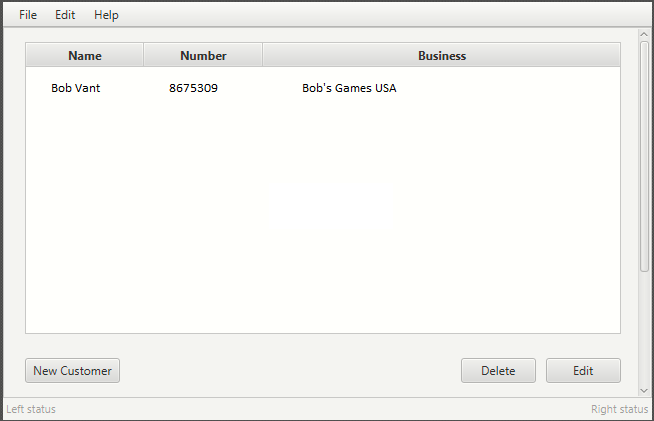 File Edit Help
Name Number Business
Bob Vant 8675309 Bob's Games USA
New Customer Delete Edit
Left status Right status